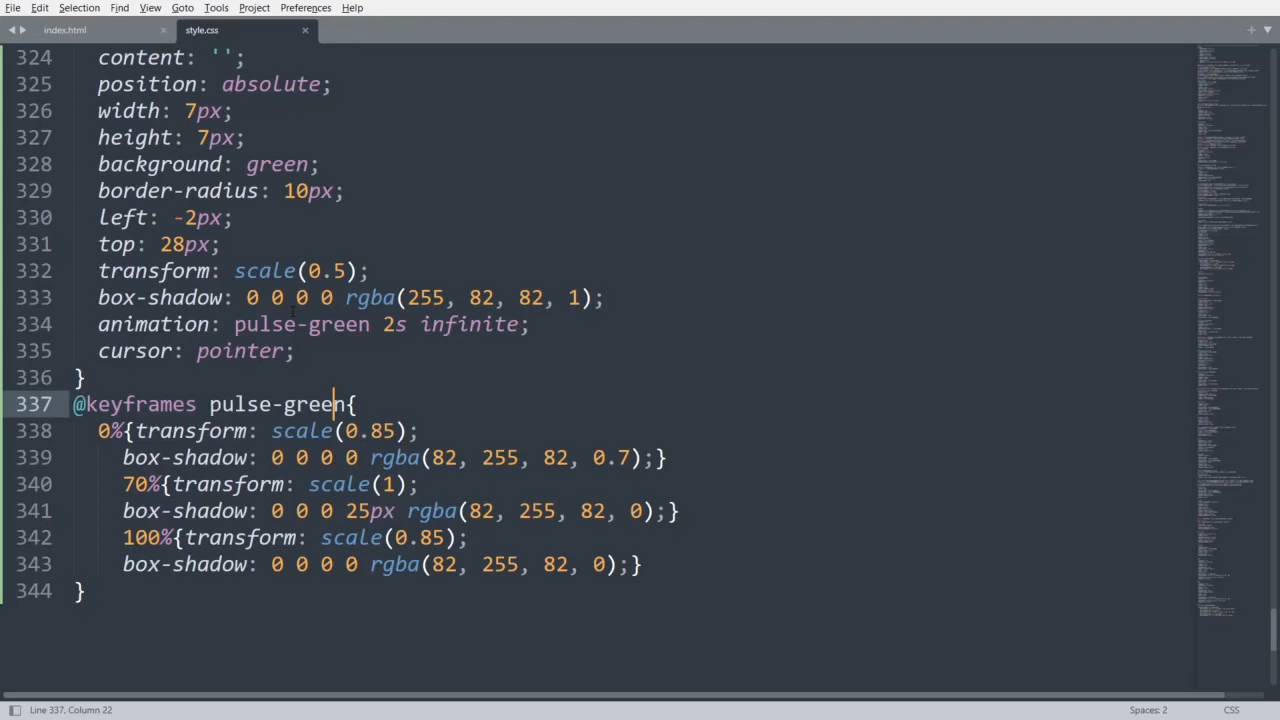 File Edit Selection Find View Goto Tools Project Preferences Help
index.html × style.css ×
324 content: '';
325 position: absolute;
326 width: 7px;
327 height: 7px;
328 background: green;
329 border-radius: 10px;
330 left: -2px;
331 top: 28px;
332 transform: scale(0.5);
333 box-shadow: 0 0 0 0 rgba(255, 82, 82, 1);
334 animation: pulse-green 2s infinite;
335 cursor: pointer;
336 }
337 @keyframes pulse-green{
338 0%{transform: scale(0.85);
339 box-shadow: 0 0 0 0 rgba(82, 255, 82, 0.7);}
340 70%{transform: scale(1);
341 box-shadow: 0 0 0 25px rgba(82, 255, 82, 0);}
342 100%{transform: scale(0.85);
343 box-shadow: 0 0 0 0 rgba(82, 255, 82, 0);}
344 }
Line 337, Column 22 Spaces: 2 CSS